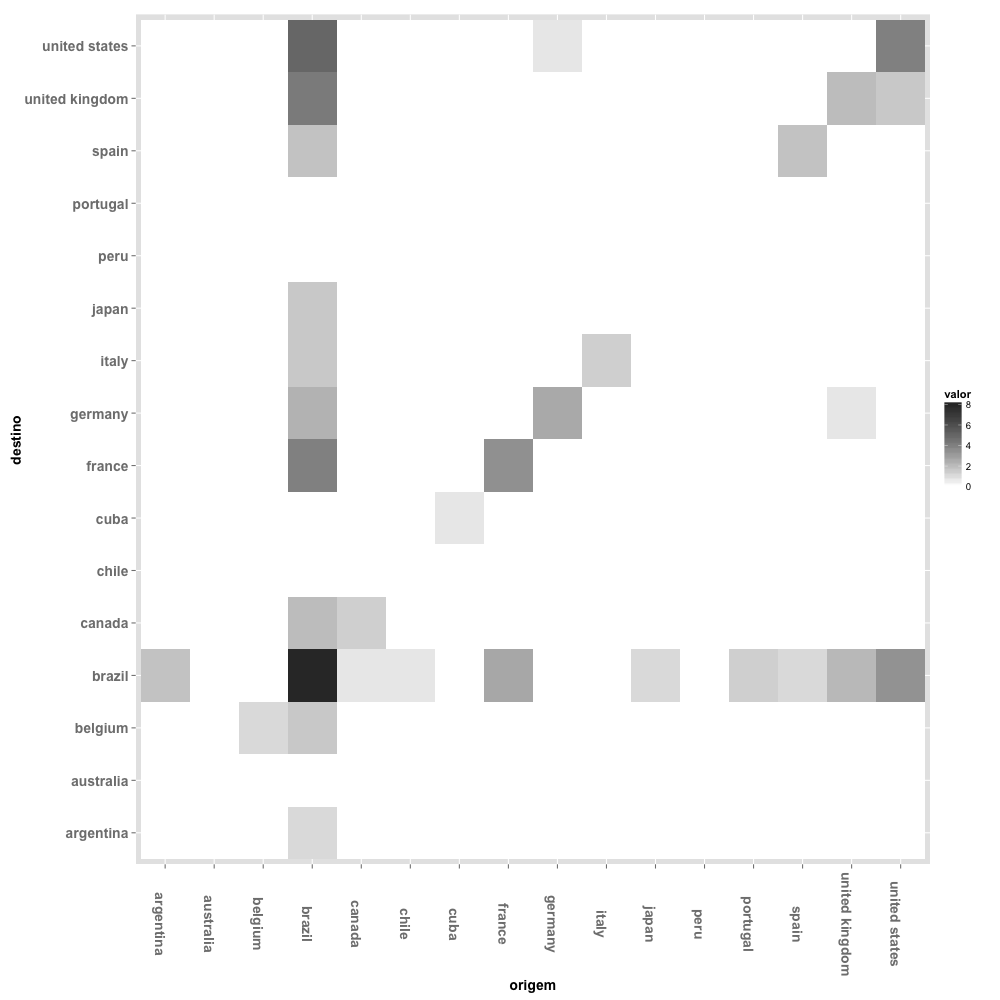 united states
united kingdom
spain
portugal
peru
japan
italy
germany
france
cuba
chile
canada
brazil
belgium
australia
argentina
destino
argentina
australia
belgium
brazil
canada
chile
cuba
france
germany
italy
japan
peru
portugal
spain
united kingdom
united states
origem
valor
8
6
4
2
0